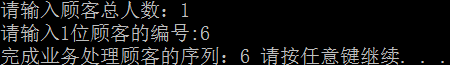 请输入顾客总人数：1
请输入1位顾客的编号:6
完成业务处理顾客的序列：6 请按任意键继续. . .